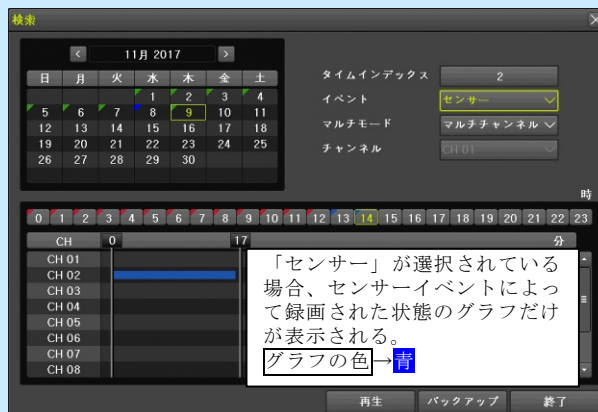 検索
11月 2017
日 月 火 水 木 金 土
1 2 3 4
5 6 7 8 9 10 11
12 13 14 15 16 17 18
19 20 21 22 23 24 25
26 27 28 29 30
タイムインデックス 2
イベント センサー
マルチモード マルチチャンネル
チャンネル CH 01
時
0 1 2 3 4 5 6 7 8 9 10 11 12 13 14 15 16 17 18 19 20 21 22 23
CH 0 17 分
CH 01
CH 02
CH 03
CH 04
CH 05
CH 06
CH 07
CH 08
「センサー」が選択されている
場合、センサーイベントによっ
て録画された状態のグラフだけ
が表示される。
グラフの色→青
再生 バックアップ 終了